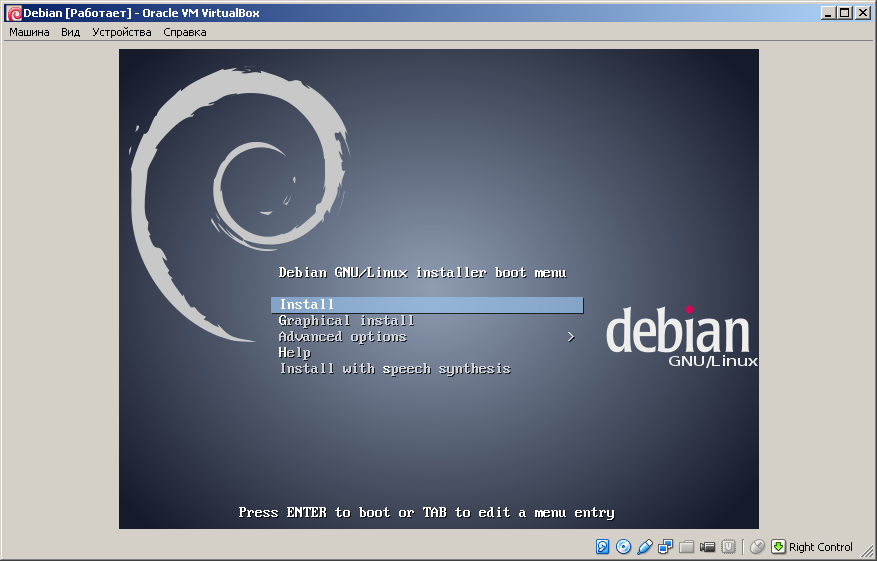 Debian [Работает] - Oracle VM VirtualBox
Машина Вид Устройства Справка
Debian GNU/Linux installer boot menu
Install
Graphical install
Advanced options >
Help
Install with speech synthesis
debian
GNU/Linux
Press ENTER to boot or TAB to edit a menu entry
Right Control